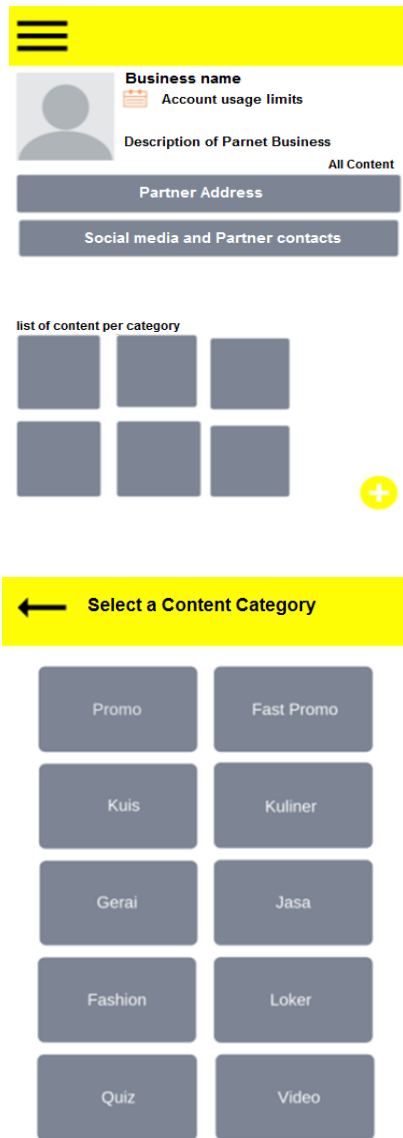 Business name
Account usage limits
Description of Parnet Business
All Content
Partner Address
Social media and Partner contacts
list of content per category
Select a Content Category
Promo
Fast Promo
Kuis
Kuliner
Gerai
Jasa
Fashion
Loker
Quiz
Video